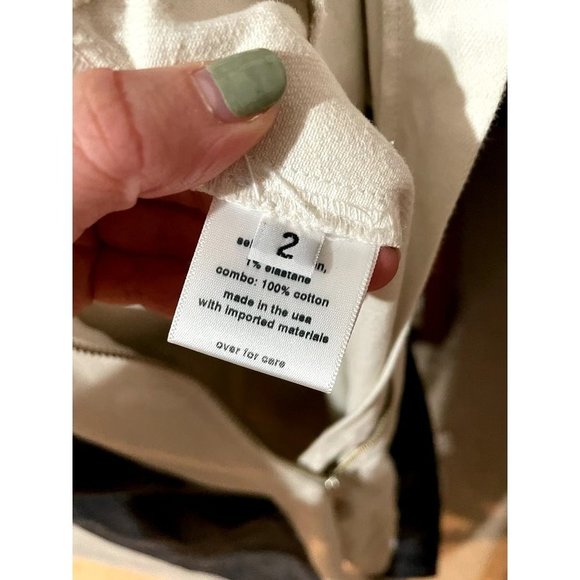 2
1% elastane
combo: 100% cotton
made in the usa
with imported materials
over for care